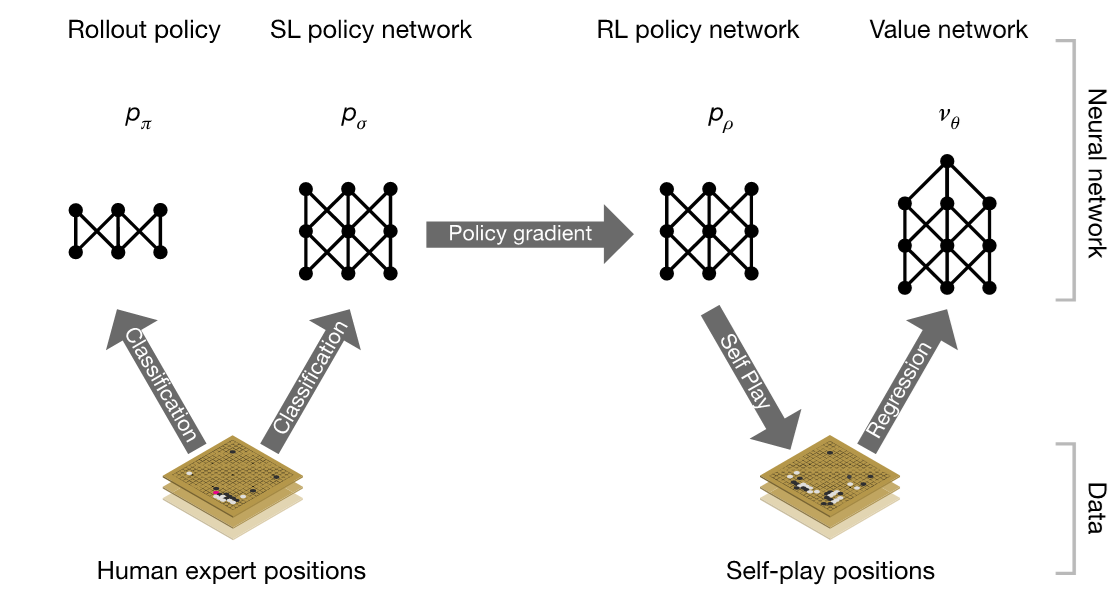 Rollout policy
SL policy network
RL policy network
Value network
pπ
pσ
pρ
νθ
Neural network
Policy gradient
Classification
Classification
Self Play
Regression
Data
Human expert positions
Self-play positions